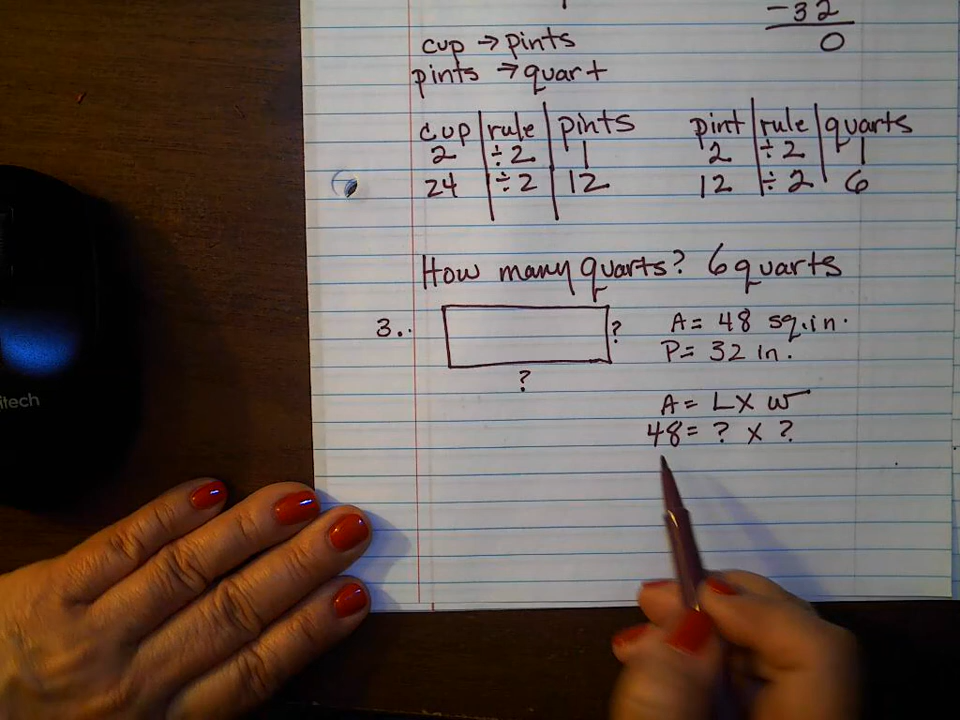 -32
0
cup → pints
pints → quart
cup rule pints
2 ÷2 1
24 ÷2 12
pint rule quarts
2 ÷2 1
12 ÷2 6
How many quarts? 6 quarts
3.. ? A = 48 sq.in.
P= 32 in.
?
A = L X W
48= ? x ?
itech